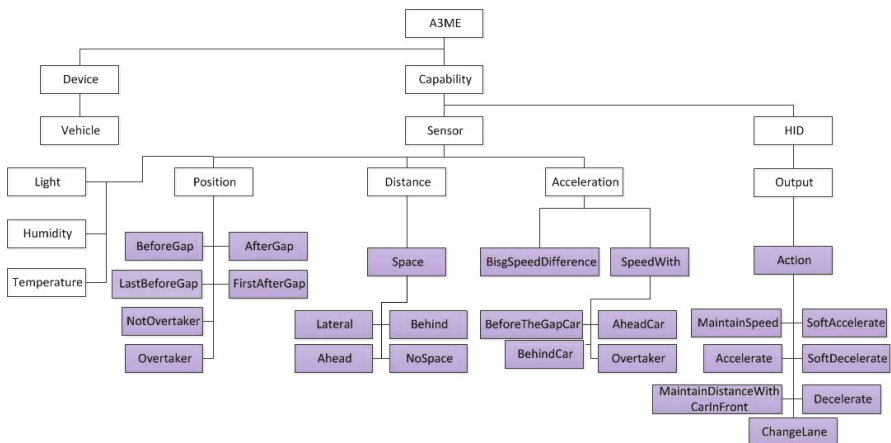 A3ME
Device
Capability
Vehicle
Sensor
HID
Light
Position
Distance
Acceleration
Output
Humidity
BeforeGap
AfterGap
Space
BisgSpeedDifference
SpeedWith
Action
Temperature
LastBeforeGap
FirstAfterGap
NotOvertaker
Lateral
Behind
BeforeTheGapCar
AheadCar
MaintainSpeed
SoftAccelerate
Overtaker
Ahead
NoSpace
BehindCar
Overtaker
Accelerate
SoftDecelerate
MaintainDistanceWith
CarInFront
Decelerate
ChangeLane